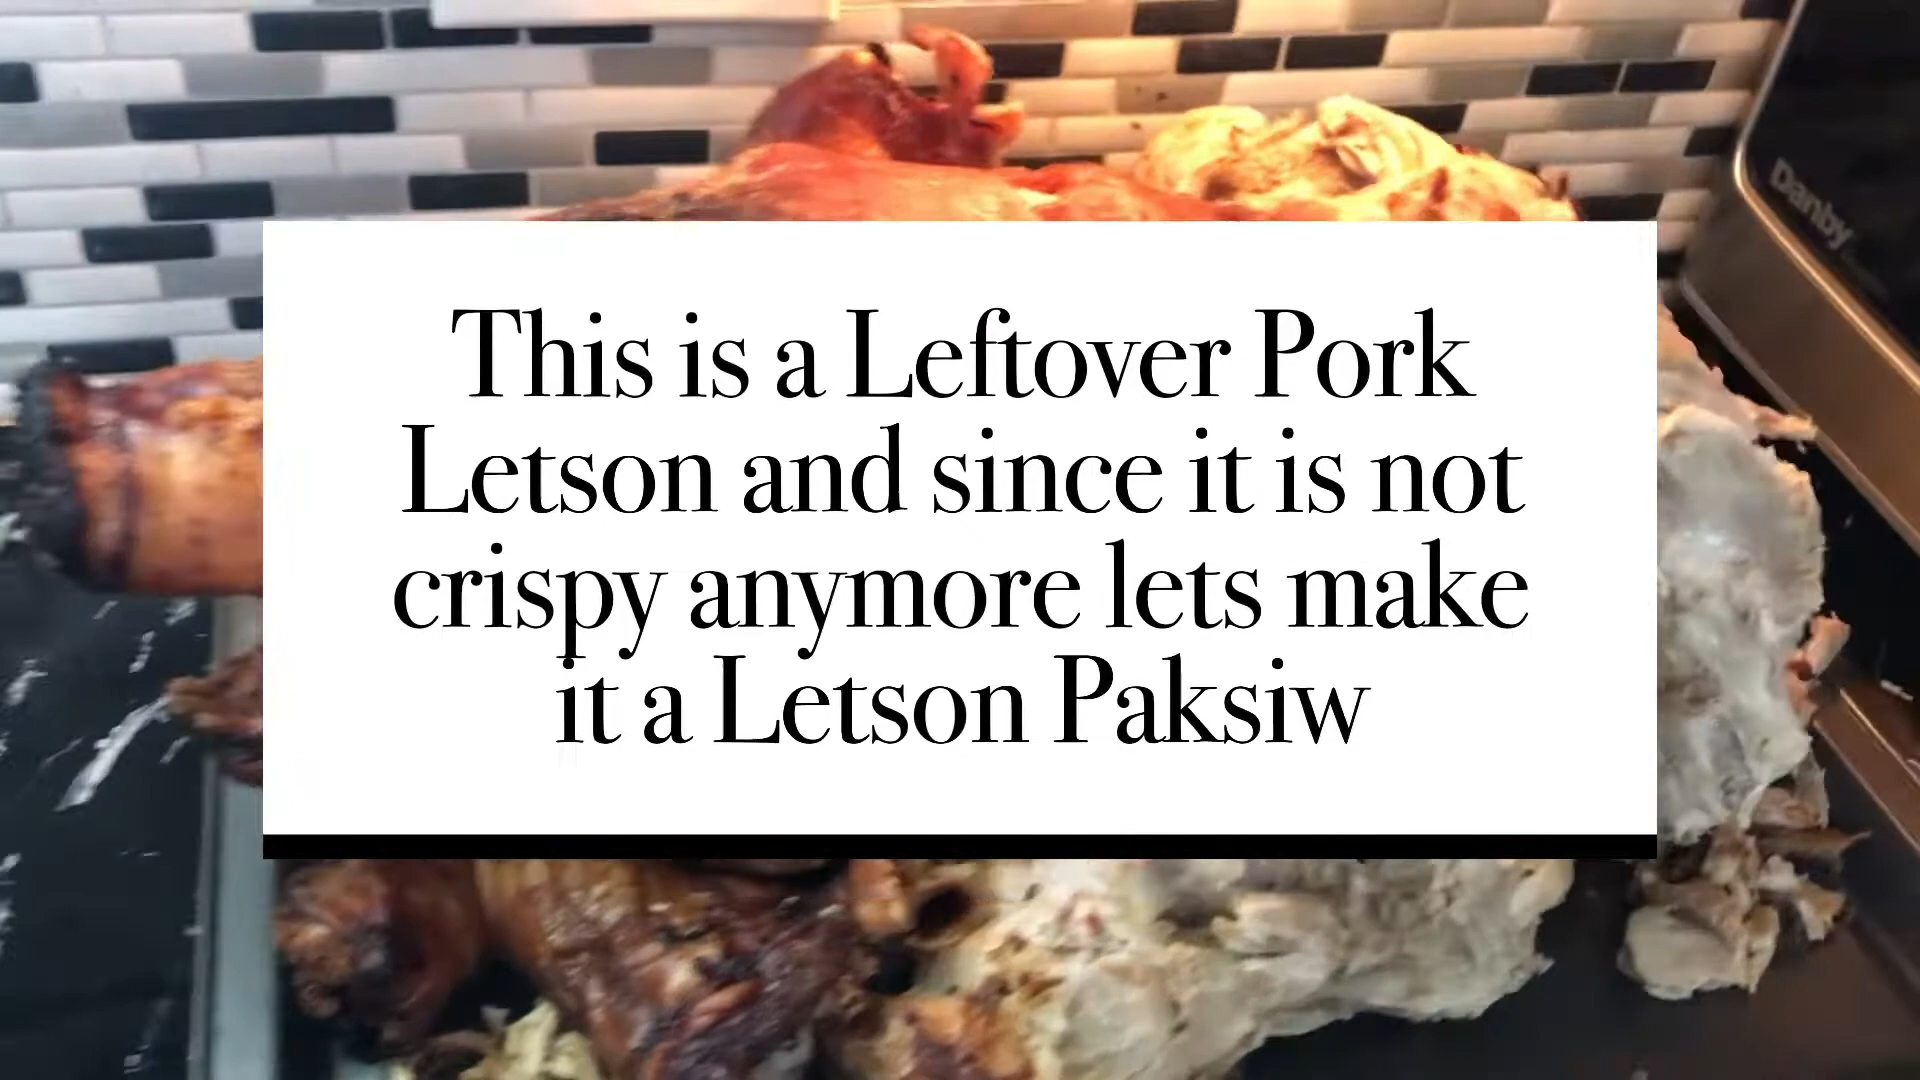 Danby
This is a Leftover Pork
Letson and since it is not
crispy anymore lets make
it a Letson Paksiw